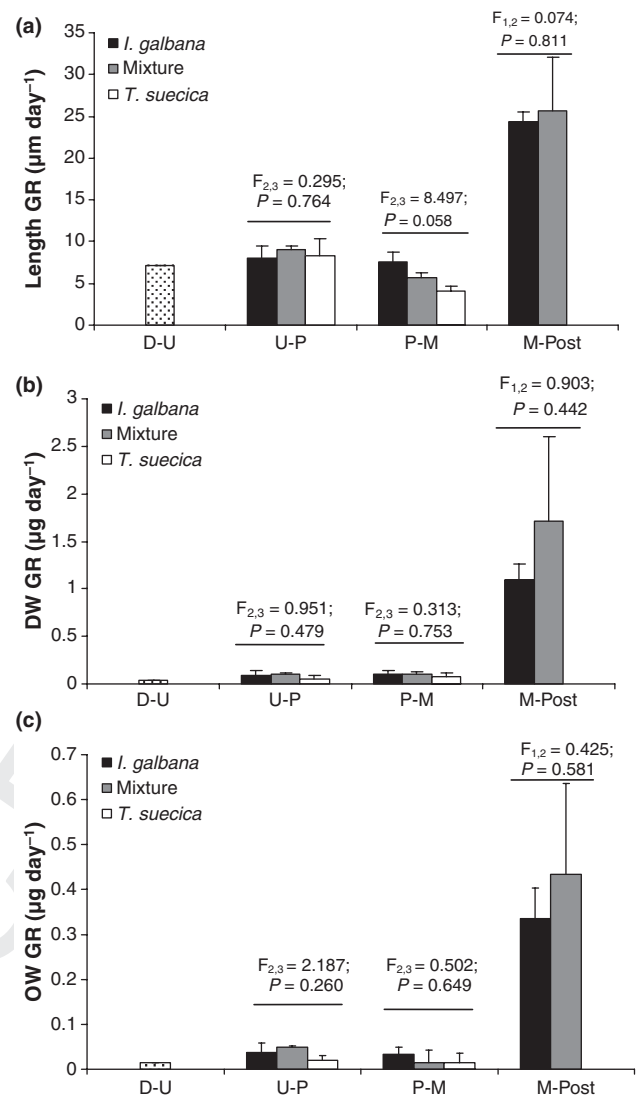 (a)
F1,2 = 0.074;
P = 0.811
I. galbana
Mixture
T. suecica
F2,3 = 0.295;
P = 0.764
F2,3 = 8.497;
P = 0.058
Length GR (µm day⁻¹)
35
30
25
20
15
10
5
0
D-U
U-P
P-M
M-Post
(b)
F1,2 = 0.903;
P = 0.442
I. galbana
Mixture
T. suecica
F2,3 = 0.951;
P = 0.479
F2,3 = 0.313;
P = 0.753
DW GR (µg day⁻¹)
3
2.5
2
1.5
1
0.5
0
D-U
U-P
P-M
M-Post
(c)
F1,2 = 0.425;
P = 0.581
I. galbana
Mixture
T. suecica
F2,3 = 2.187;
P = 0.260
F2,3 = 0.502;
P = 0.649
OW GR (µg day⁻¹)
0.7
0.6
0.5
0.4
0.3
0.2
0.1
0
D-U
U-P
P-M
M-Post